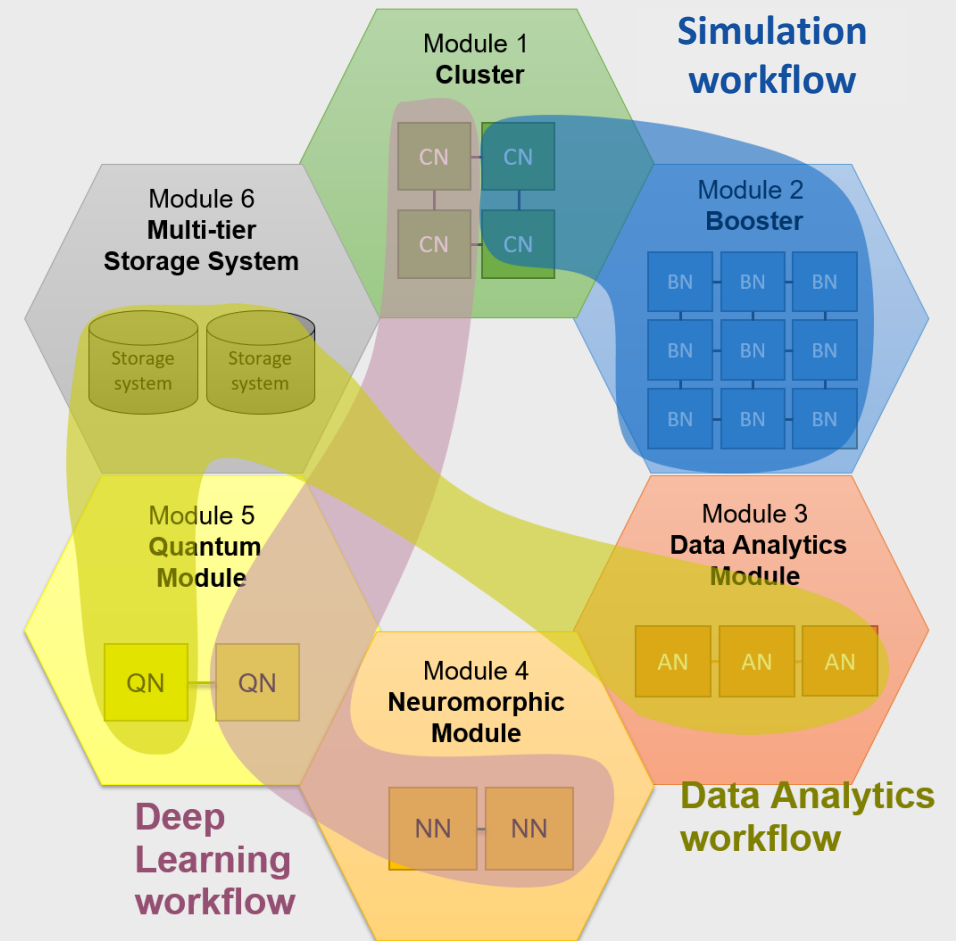 Simulation
workflow
Module 1
Cluster
CN
CN
CN
CN
Module 2
Booster
BN
BN
BN
BN
BN
BN
BN
BN
BN
Module 6
Multi-tier
Storage System
Storage
system
Storage
system
Module 5
Quantum
Module
QN
QN
Module 3
Data Analytics
Module
AN
AN
AN
Module 4
Neuromorphic
Module
NN
NN
Deep
Learning
workflow
Data Analytics
workflow